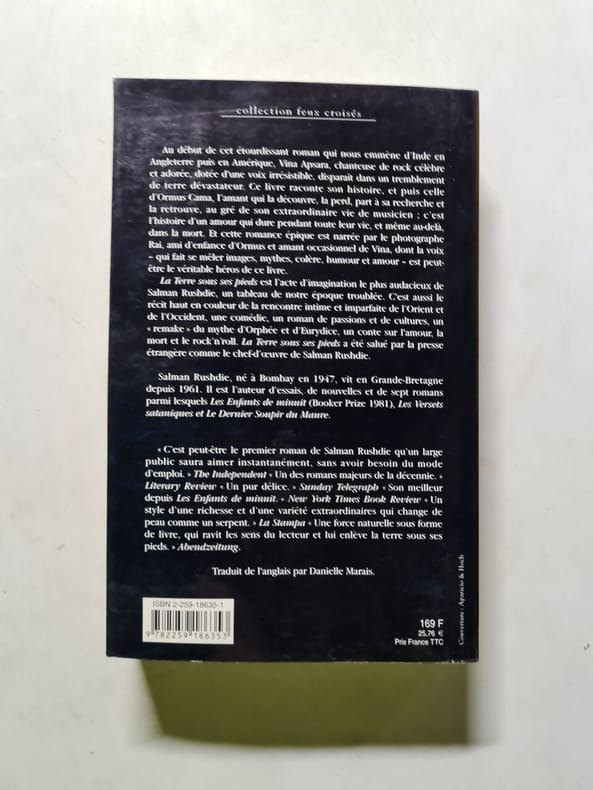 collection feux croisés
Au début de cet étourdissant roman qui nous emmène d'Inde en
Angleterre puis en Amérique, Vina Apsara, chanteuse de rock célèbre
et adorée, dotée d'une voix irrésistible, disparaît dans un tremblement
de terre dévastateur. Ce livre raconte son histoire, et puis celle
d'Ormus Cama, l'amant qui la découvre, la perd, part à sa recherche et
la retrouve, au gré de son extraordinaire vie de musicien ; c'est
l'histoire d'un amour qui dure pendant toute leur vie, et même au-delà,
dans la mort. Et cette romance épique est narrée par le photographe
Rai, ami d'enfance d'Ormus et amant occasionnel de Vina, dont la voix
– qui fait se mêler images, mythes, colère, humour et amour – est peut-
être le véritable héros de ce livre.
La Terre sous ses pieds est l'acte d'imagination le plus audacieux de
Salman Rushdie, un tableau de notre époque troublée. C'est aussi le
récit haut en couleur de la rencontre intime et imparfaite de l'Orient et
de l'Occident, une comédie, un roman de passions et de cultures, un
« remake » du mythe d'Orphée et d'Eurydice, un conte sur l'amour, la
mort et le rock'n'roll. La Terre sous ses pieds a été salué par la presse
étrangère comme le chef-d'œuvre de Salman Rushdie.
Salman Rushdie, né à Bombay en 1947, vit en Grande-Bretagne
depuis 1961. Il est l'auteur d'essais, de nouvelles et de sept romans
parmi lesquels Les Enfants de minuit (Booker Prize 1981), Les Versets
sataniques et Le Dernier Soupir du Maure.
« C'est peut-être le premier roman de Salman Rushdie qu'un large
public saura aimer instantanément, sans avoir besoin du mode
d'emploi. » The Independent « Un des romans majeurs de la décennie. »
Literary Review « Un pur délice. » Sunday Telegraph « Son meilleur
depuis Les Enfants de minuit. » New York Times Book Review « Un
style d'une richesse et d'une variété extraordinaires qui change de
peau comme un serpent. » La Stampa « Une force naturelle sous forme
de livre, qui ravit les sens du lecteur et lui enlève la terre sous ses
pieds. » Abendzeitung.
Traduit de l'anglais par Danielle Marais.
ISBN 2-259-18635-1
9 782259 186353
169 F
25,76 €
Prix France TTC
Couverture : Aparicio & Hoch